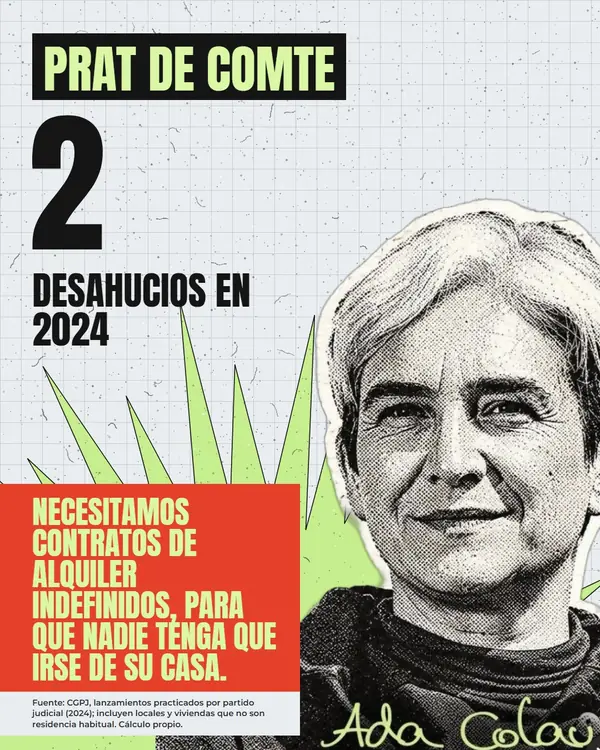 PRAT DE COMTE
2
DESAHUCIOS EN
2024
NECESITAMOS
CONTRATOS DE
ALQUILER
INDEFINIDOS, PARA
QUE NADIE TENGA QUE
IRSE DE SU CASA.
Fuente: CGPJ, lanzamientos practicados por partido
judicial (2024); incluyen locales y viviendas que no son
residencia habitual. Cálculo propio.
Ada Colau